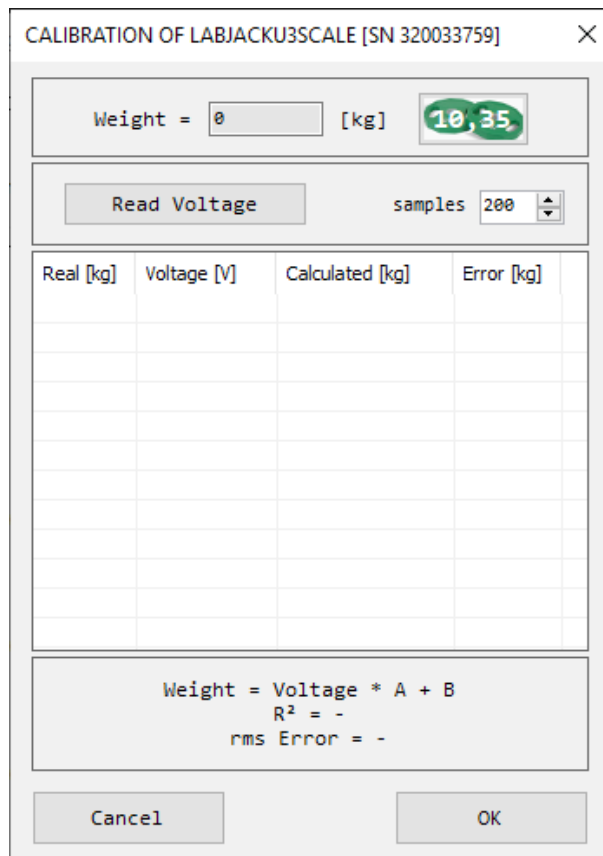 CALIBRATION OF LABJACKU3SCALE [SN 320033759]
Weight = 0 [kg] 10,35
Read Voltage samples 200
Real [kg] Voltage [V] Calculated [kg] Error [kg]
Weight = Voltage * A + B
R² = -
rms Error = -
Cancel OK